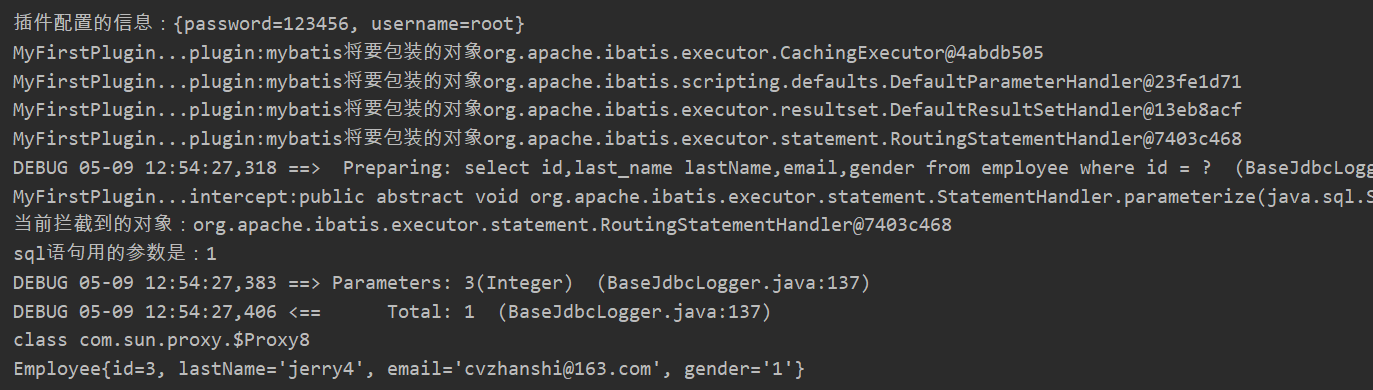 插件配置的信息：{password=123456, username=root}
MyFirstPlugin...plugin:mybatis将要包装的对象org.apache.ibatis.executor.CachingExecutor@4abdb505
MyFirstPlugin...plugin:mybatis将要包装的对象org.apache.ibatis.scripting.defaults.DefaultParameterHandler@23fe1d71
MyFirstPlugin...plugin:mybatis将要包装的对象org.apache.ibatis.executor.resultset.DefaultResultSetHandler@13eb8acf
MyFirstPlugin...plugin:mybatis将要包装的对象org.apache.ibatis.executor.statement.RoutingStatementHandler@7403c468
DEBUG 05-09 12:54:27,318 ==>  Preparing: select id,last_name lastName,email,gender from employee where id = ?  (BaseJdbcLogg
MyFirstPlugin...intercept:public abstract void org.apache.ibatis.executor.statement.StatementHandler.parameterize(java.sql.S
当前拦截到的对象：org.apache.ibatis.executor.statement.RoutingStatementHandler@7403c468
sql语句用的参数是：1
DEBUG 05-09 12:54:27,383 ==> Parameters: 3(Integer)  (BaseJdbcLogger.java:137)
DEBUG 05-09 12:54:27,406 <==      Total: 1  (BaseJdbcLogger.java:137)
class com.sun.proxy.$Proxy8
Employee{id=3, lastName='jerry4', email='cvzhanshi@163.com', gender='1'}